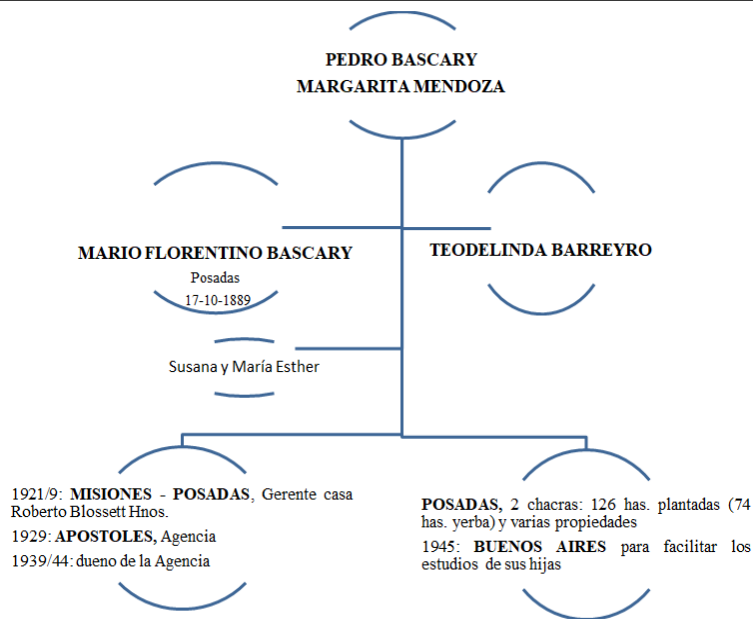 PEDRO BASCARY
MARGARITA MENDOZA
MARIO FLORENTINO BASCARY
Posadas
17-10-1889
TEODELINDA BARREYRO
Susana y María Esther
1921/9: MISIONES - POSADAS, Gerente casa
Roberto Blossett Hnos.
1929: APOSTOLES, Agencia
1939/44: dueno de la Agencia
POSADAS, 2 chacras: 126 has. plantadas (74
has. yerba) y varias propiedades
1945: BUENOS AIRES para facilitar los
estudios de sus hijas